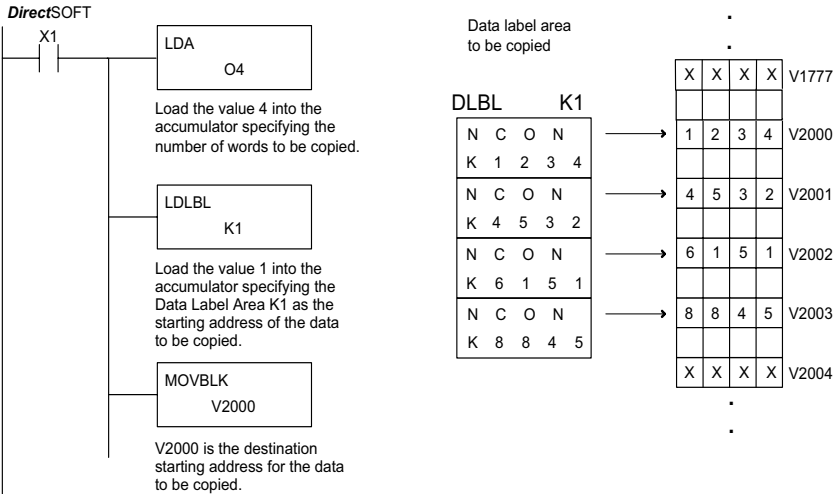 DirectSOFT
X1
LDA
O4
Load the value 4 into the
accumulator specifying the
number of words to be copied.
LDLBL
K1
Load the value 1 into the
accumulator specifying the
Data Label Area K1 as the
starting address of the data
to be copied.
MOVBLK
V2000
V2000 is the destination
starting address for the data
to be copied.
Data label area
to be copied
DLBL K1
N C O N
K 1 2 3 4
N C O N
K 4 5 3 2
N C O N
K 6 1 5 1
N C O N
K 8 8 4 5
X X X X V1777
1 2 3 4 V2000
4 5 3 2 V2001
6 1 5 1 V2002
8 8 4 5 V2003
X X X X V2004